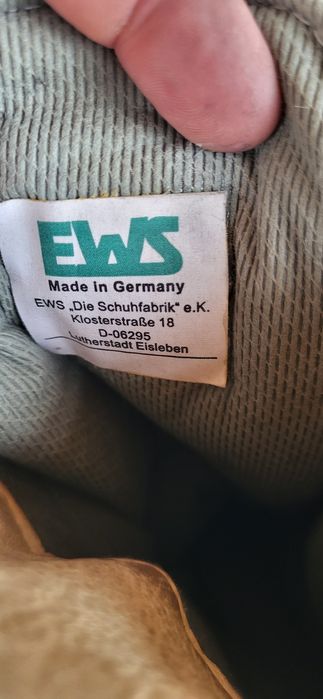 EWS
Made in Germany
EWS „Die Schuhfabrik“ e.K.
Klosterstraße 18
D-06295
Lutherstadt Eisleben